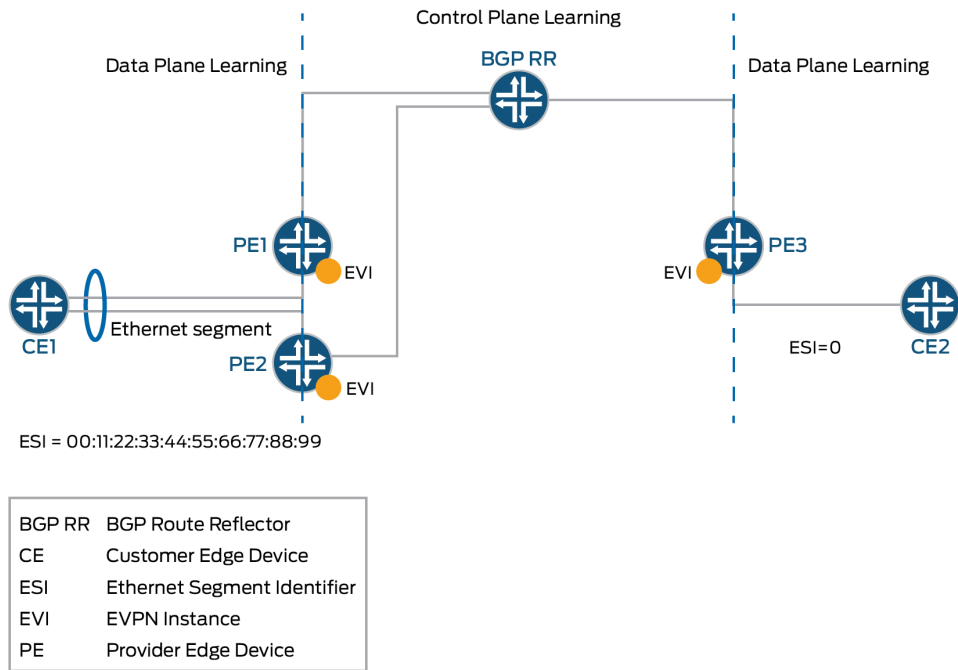 Control Plane Learning
Data Plane Learning
BGP RR
Data Plane Learning
PE1
EVI
PE3
EVI
Ethernet segment
CE1
PE2
EVI
ESI=0
CE2
ESI = 00:11:22:33:44:55:66:77:88:99
BGP RR BGP Route Reflector
CE Customer Edge Device
ESI Ethernet Segment Identifier
EVI EVPN Instance
PE Provider Edge Device